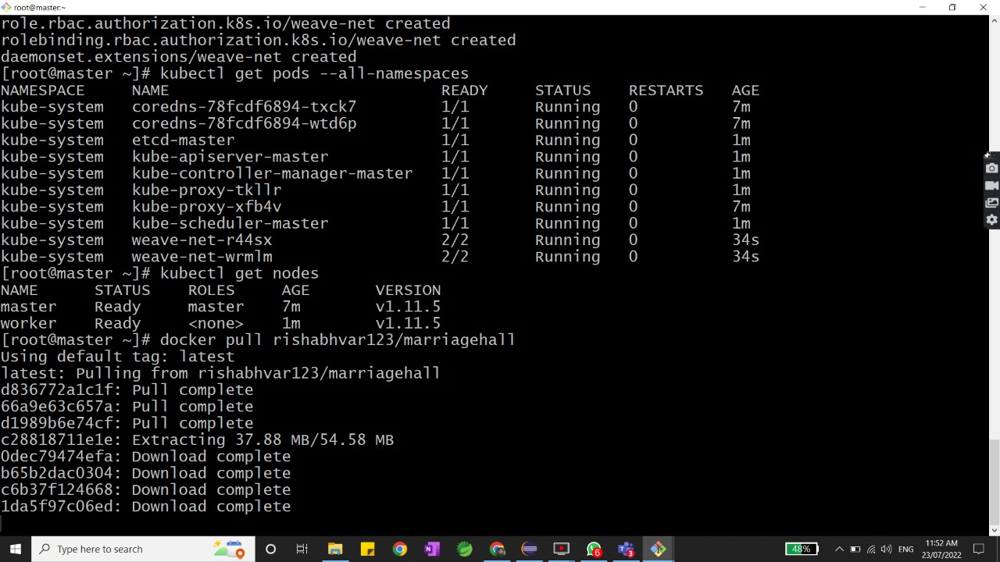 root@master:~
role.rbac.authorization.k8s.io/weave-net created
rolebinding.rbac.authorization.k8s.io/weave-net created
daemonset.extensions/weave-net created
[root@master ~]# kubectl get pods --all-namespaces
NAMESPACE NAME READY STATUS RESTARTS AGE
kube-system coredns-78fcdf6894-txck7 1/1 Running 0 7m
kube-system coredns-78fcdf6894-wtd6p 1/1 Running 0 7m
kube-system etcd-master 1/1 Running 0 1m
kube-system kube-apiserver-master 1/1 Running 0 1m
kube-system kube-controller-manager-master 1/1 Running 0 1m
kube-system kube-proxy-tkllr 1/1 Running 0 1m
kube-system kube-proxy-xfb4v 1/1 Running 0 7m
kube-system kube-scheduler-master 1/1 Running 0 1m
kube-system weave-net-r44sx 2/2 Running 0 34s
kube-system weave-net-wrmlm 2/2 Running 0 34s
[root@master ~]# kubectl get nodes
NAME STATUS ROLES AGE VERSION
master Ready master 7m v1.11.5
worker Ready <none> 1m v1.11.5
[root@master ~]# docker pull rishabhvar123/marriagehall
Using default tag: latest
latest: Pulling from rishabhvar123/marriagehall
d836772a1c1f: Pull complete
66a9e63c657a: Pull complete
d1989b6e74cf: Pull complete
c28818711e1e: Extracting 37.88 MB/54.58 MB
0dec79474efa: Download complete
b65b2dac0304: Download complete
c6b37f124668: Download complete
1da5f97c06ed: Download complete
Type here to search
N
6
3
48%
ENG
11:52 AM
23/07/2022